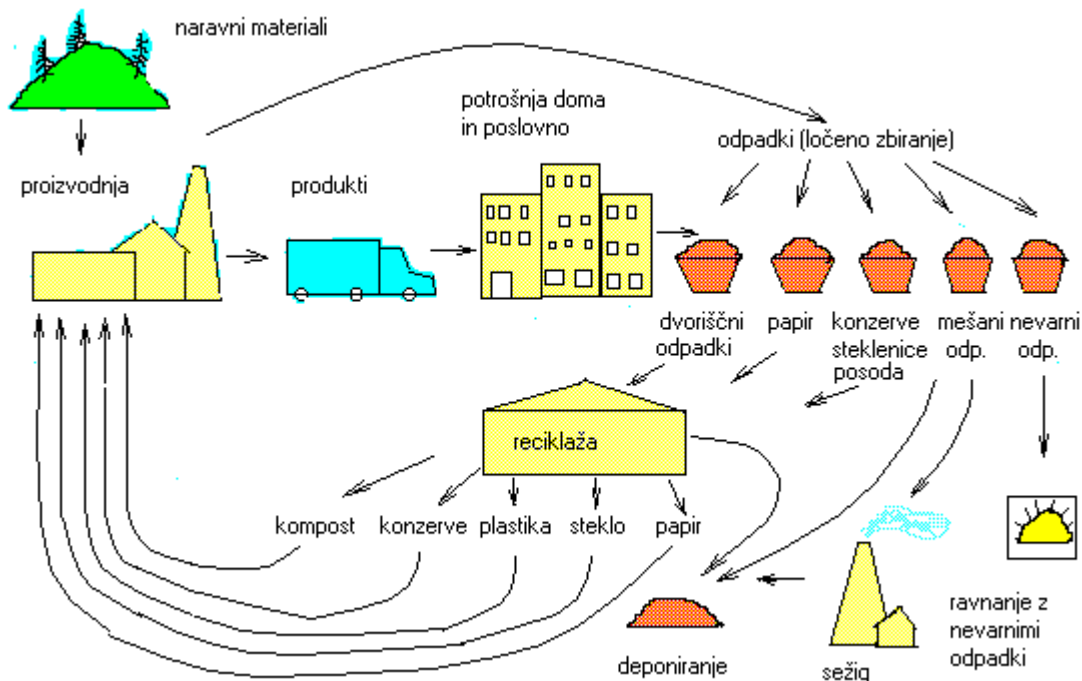 naravni materiali
potrošnja doma
in poslovno
odpadki (ločeno zbiranje)
proizvodnja
produkti
dvoriščni
odpadki
papir
konzerve
steklenice
posoda
mešani
odp.
nevarni
odp.
reciklaža
kompost
konzerve
plastika
steklo
papir
deponiranje
sežig
ravnanje z
nevarnimi
odpadki